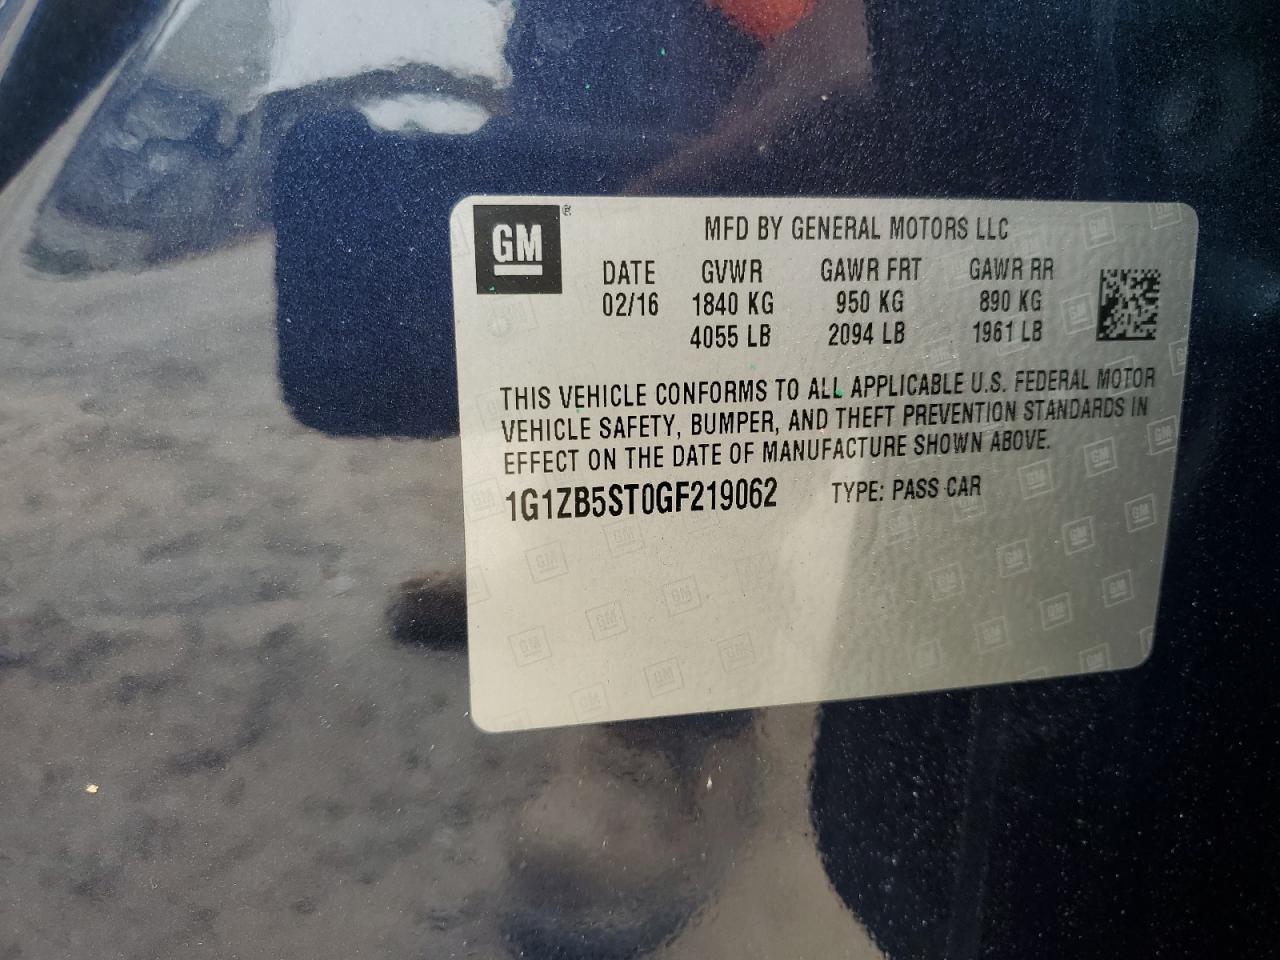 GM ®
MFD BY GENERAL MOTORS LLC
DATE GVWR GAWR FRT GAWR RR
02/16 1840 KG 950 KG 890 KG
4055 LB 2094 LB 1961 LB
THIS VEHICLE CONFORMS TO ALL APPLICABLE U.S. FEDERAL MOTOR
VEHICLE SAFETY, BUMPER, AND THEFT PREVENTION STANDARDS IN
EFFECT ON THE DATE OF MANUFACTURE SHOWN ABOVE.
1G1ZB5ST0GF219062 TYPE: PASS CAR